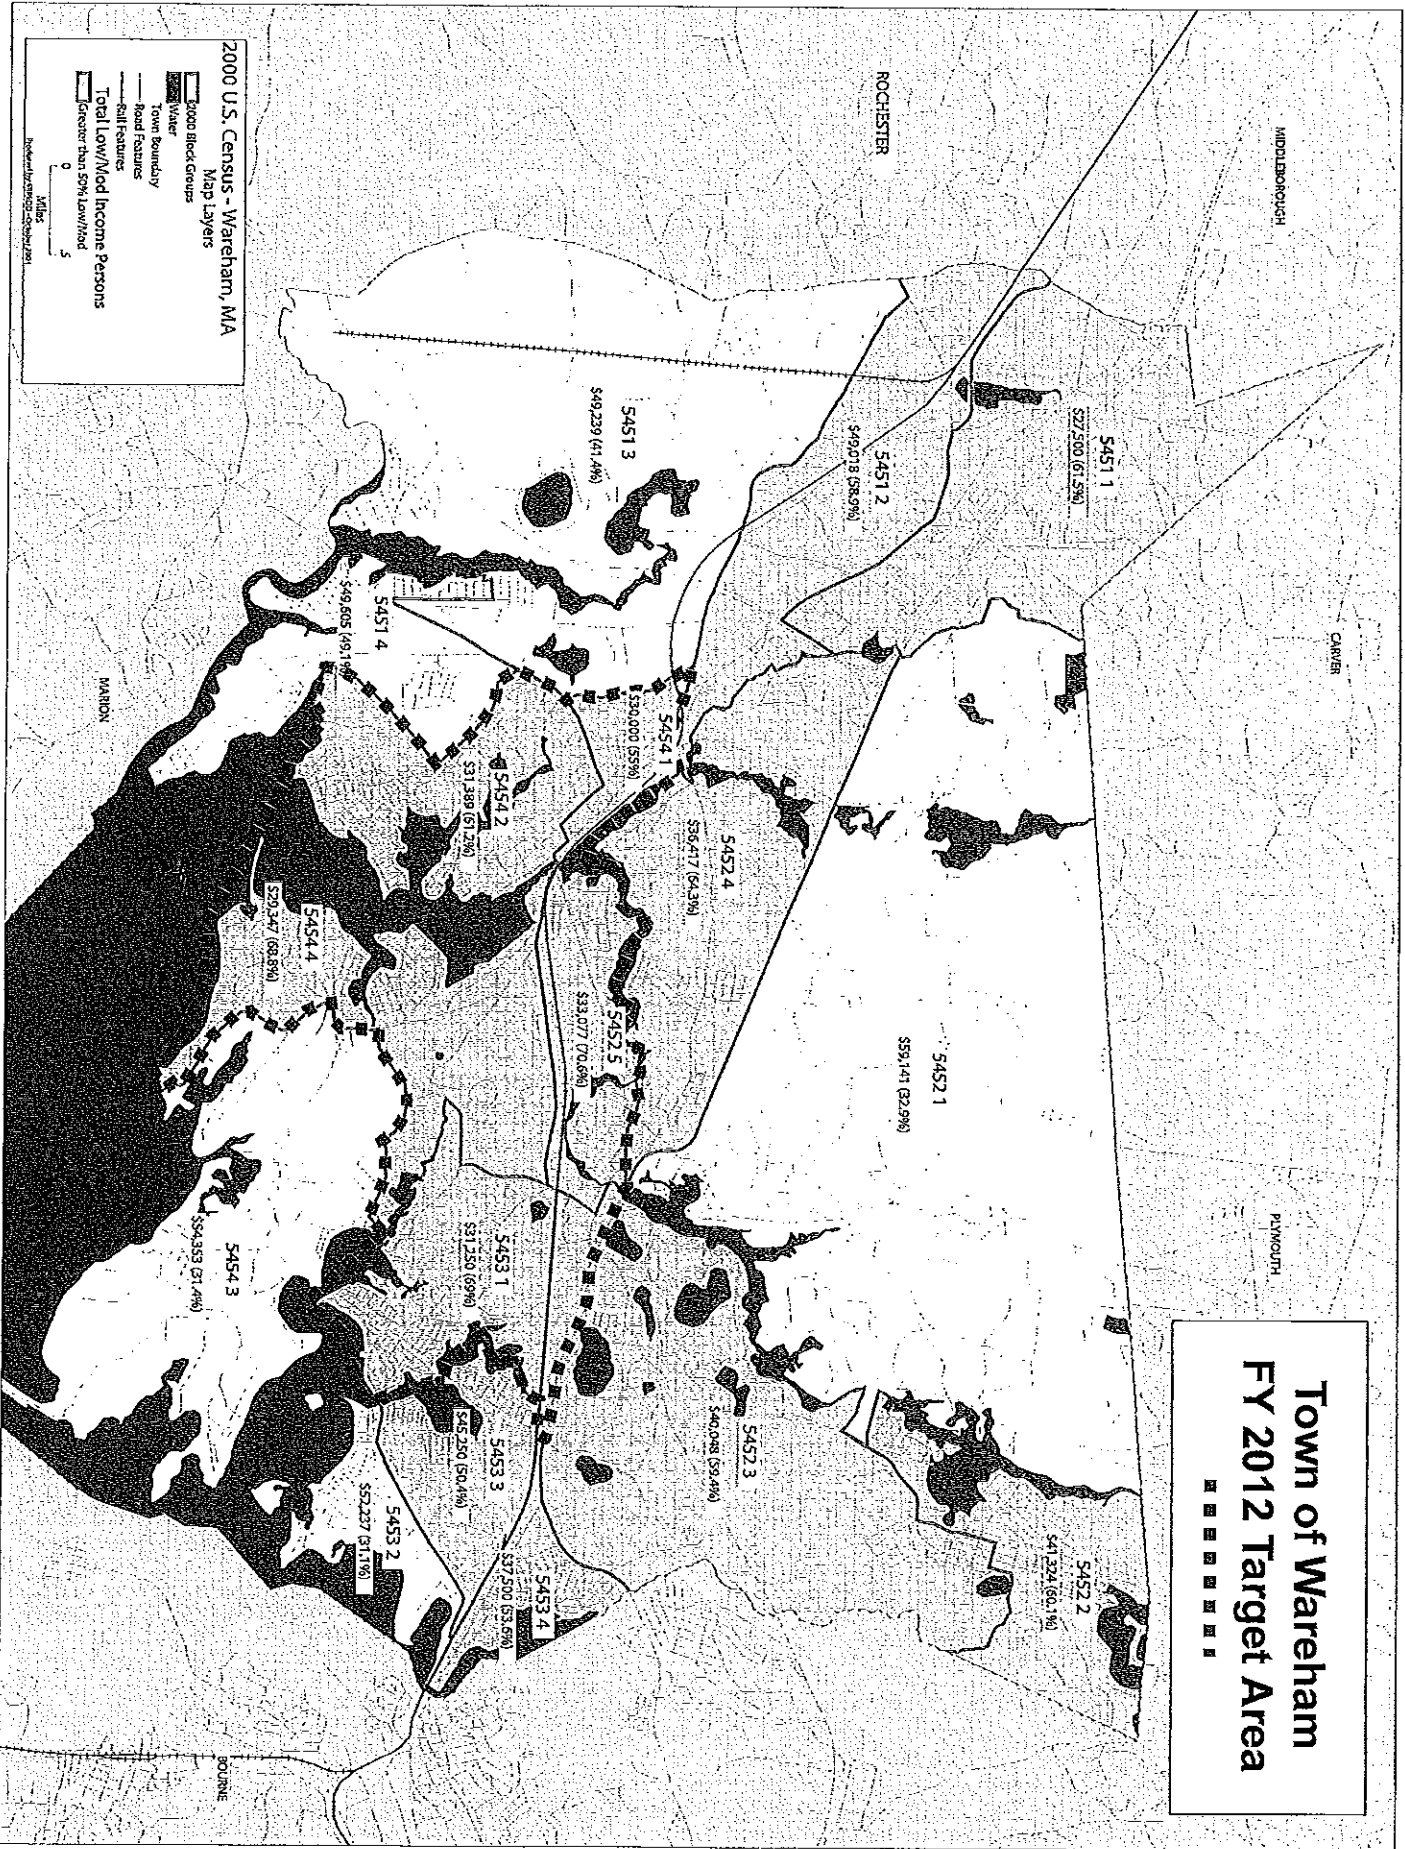 Town of Wareham
FY 2012 Target Area
MIDDLEBOROUGH
CARVER
PLYMOUTH
ROCHESTER
MARION
BOURNE
5451 1
$27,500 (61.5%)
5451 2
$49,018 (58.9%)
5451 3
$49,239 (41.4%)
5451 4
$49,605 (49.1%
5454 1
$30,000 (55%)
5454 2
$31,389 (61.2%)
5452 4
$36,417 (64.3%)
5452 1
$59,141 (32.9%)
5452 5
$33,077 (70.6%)
5454 4
$29,347 (68.8%)
5454 3
$54,353 (31.4%)
5453 1
$31,250 (69%)
5452 3
$40,048 (59.4%)
5452 2
$41,324 (60.1%)
5453 3
$45,250 (50.4%)
5453 2
$52,237 (31.1%)
5453 4
$37,500 (53.6%)
2000 U.S. Census - Wareham, MA
Map Layers
2000 Block Groups
Water
Town Boundary
Road Features
Rail Features
Total Low/Mod Income Persons
Greater than 50% Low/Mod
0 5
Miles